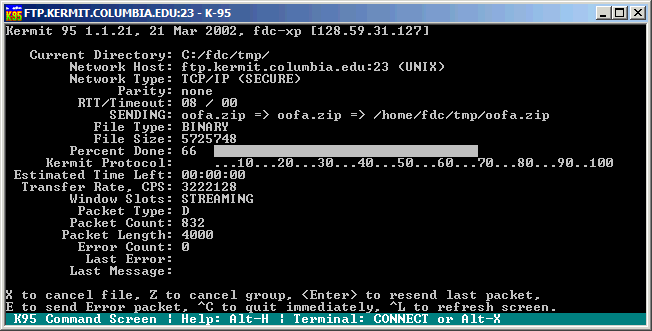 K95 FTP.KERMIT.COLUMBIA.EDU:23 - K-95
Kermit 95 1.1.21, 21 Mar 2002, fdc-xp [128.59.31.127]
Current Directory: C:/fdc/tmp/
Network Host: ftp.kermit.columbia.edu:23 (UNIX)
Network Type: TCP/IP (SECURE)
Parity: none
RTT/Timeout: 08 / 00
SENDING: oofa.zip => oofa.zip => /home/fdc/tmp/oofa.zip
File Type: BINARY
File Size: 5725748
Percent Done: 66
Kermit Protocol: ...10...20...30...40...50...60...70...80...90..100
Estimated Time Left: 00:00:00
Transfer Rate, CPS: 3222128
Window Slots: STREAMING
Packet Type: D
Packet Count: 832
Packet Length: 4000
Error Count: 0
Last Error:
Last Message:
X to cancel file, Z to cancel group, <Enter> to resend last packet,
E to send Error packet, ^C to quit immediately, ^L to refresh screen.
K95 Command Screen ¦ Help: Alt-H ¦ Terminal: CONNECT or Alt-X